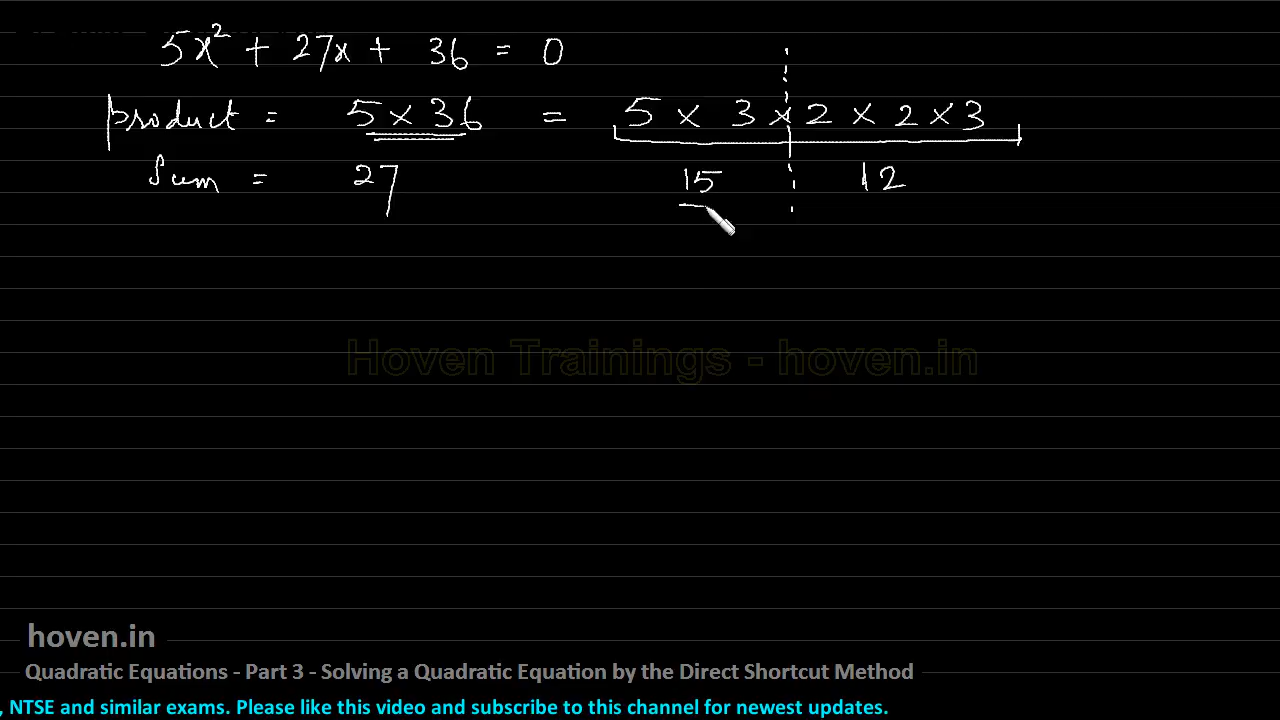 5x² + 27x + 36 = 0
product = 5 × 36 = 5 × 3 × 2 × 2 × 3
Sum = 27 15 12
Hoven Trainings - hoven.in
hoven.in
Quadratic Equations - Part 3 - Solving a Quadratic Equation by the Direct Shortcut Method
, NTSE and similar exams. Please like this video and subscribe to this channel for newest updates.